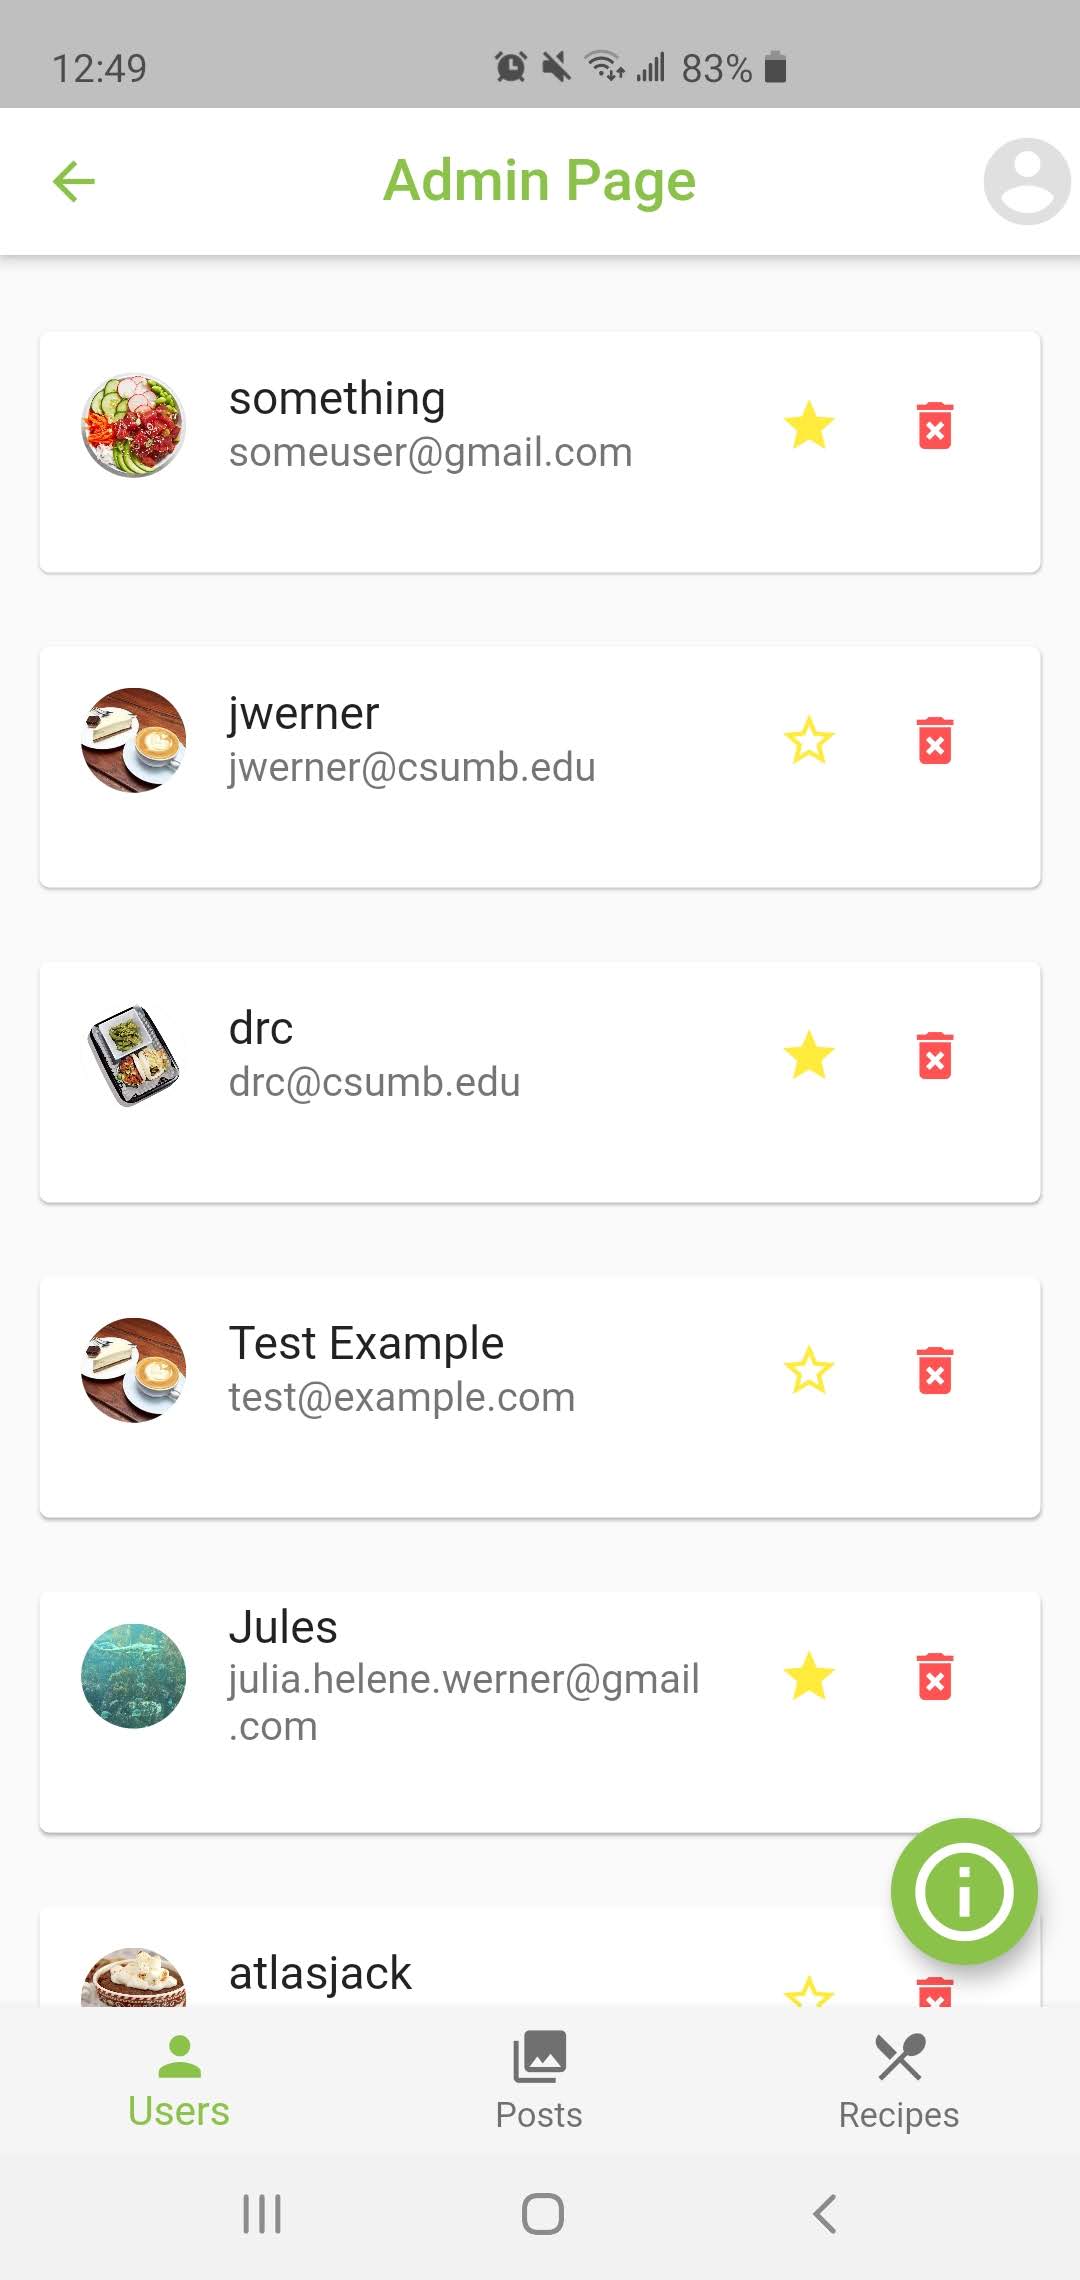 12:49 83%
Admin Page
something
someuser@gmail.com
jwerner
jwerner@csumb.edu
drc
drc@csumb.edu
Test Example
test@example.com
Jules
julia.helene.werner@gmail
.com
atlasjack
Users Posts Recipes